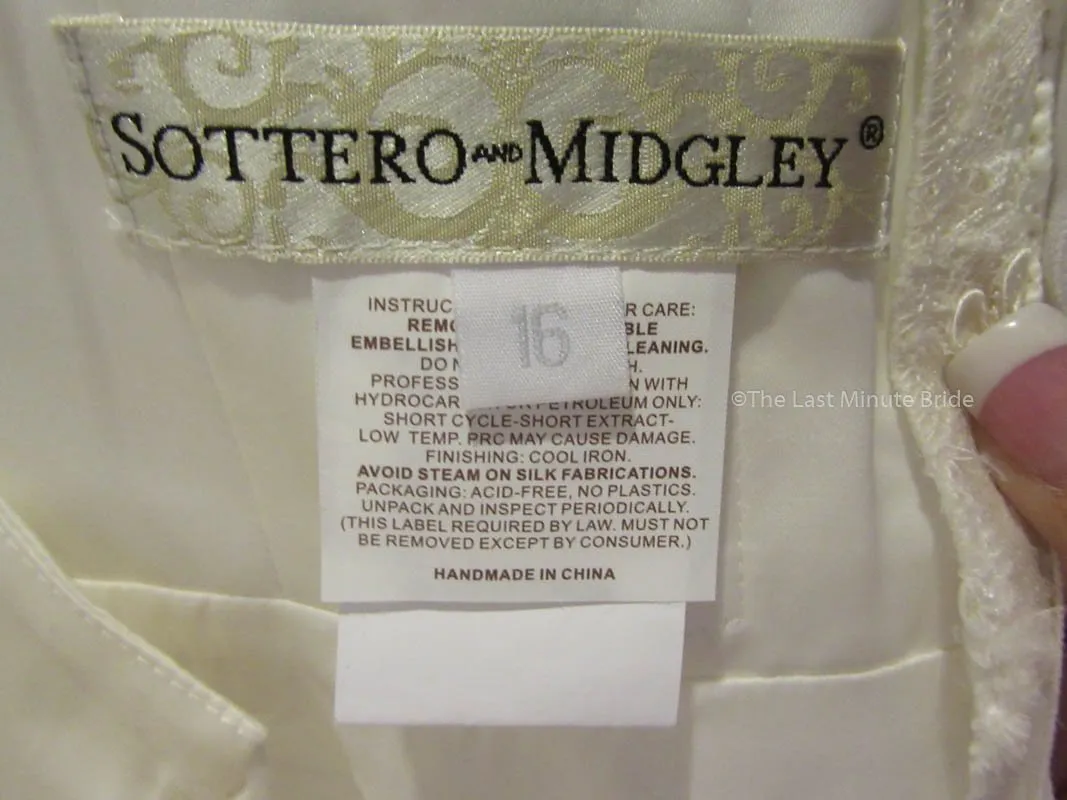 SOTTERO AND MIDGLEY®
16
INSTRUC R CARE:
REMO BLE
EMBELLISH LEANING.
DO N H.
PROFESS N WITH
HYDROCAR PETROLEUM ONLY:
SHORT CYCLE-SHORT EXTRACT-
LOW TEMP. PRC MAY CAUSE DAMAGE.
FINISHING: COOL IRON.
AVOID STEAM ON SILK FABRICATIONS.
PACKAGING: ACID-FREE, NO PLASTICS.
UNPACK AND INSPECT PERIODICALLY.
(THIS LABEL REQUIRED BY LAW. MUST NOT
BE REMOVED EXCEPT BY CONSUMER.)
HANDMADE IN CHINA
©The Last Minute Bride